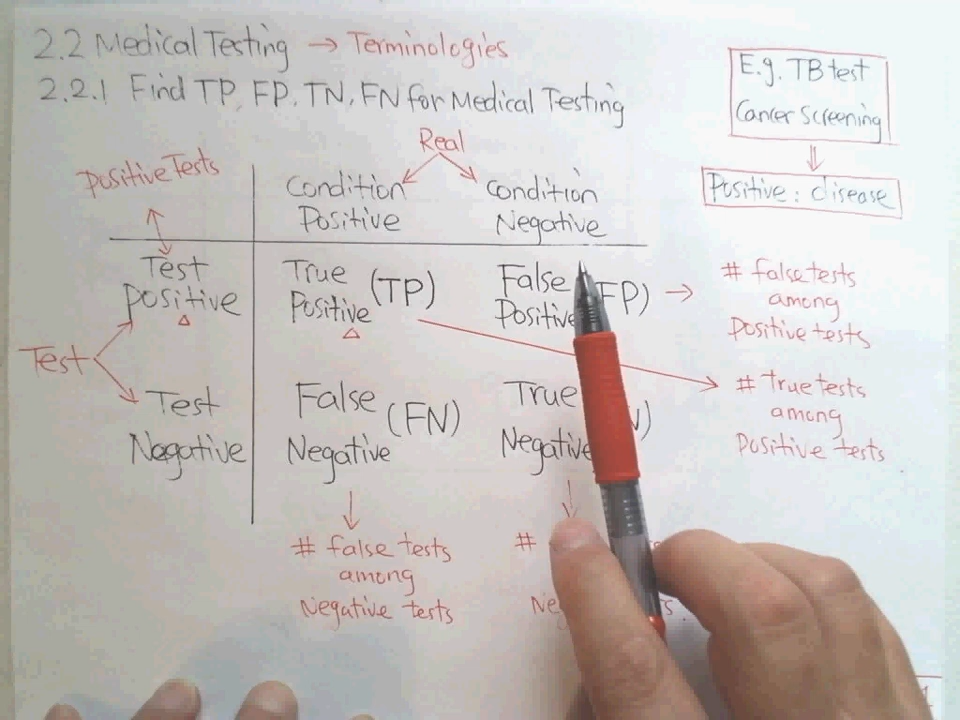 2.2 Medical Testing → Terminologies
2.2.1 Find TP, FP, TN, FN for Medical Testing
E.g. TB test
Cancer Screening
Positive : disease
Real
Positive Tests
Condition
Positive
Condition
Negative
Test
Positive
True
Positive (TP)
False
Positive FP)
# false tests
among
Positive tests
Test
Test
Negative
False
Negative (FN)
True
Negative
# True tests
among
Positive tests
# false tests
among
Negative tests
#